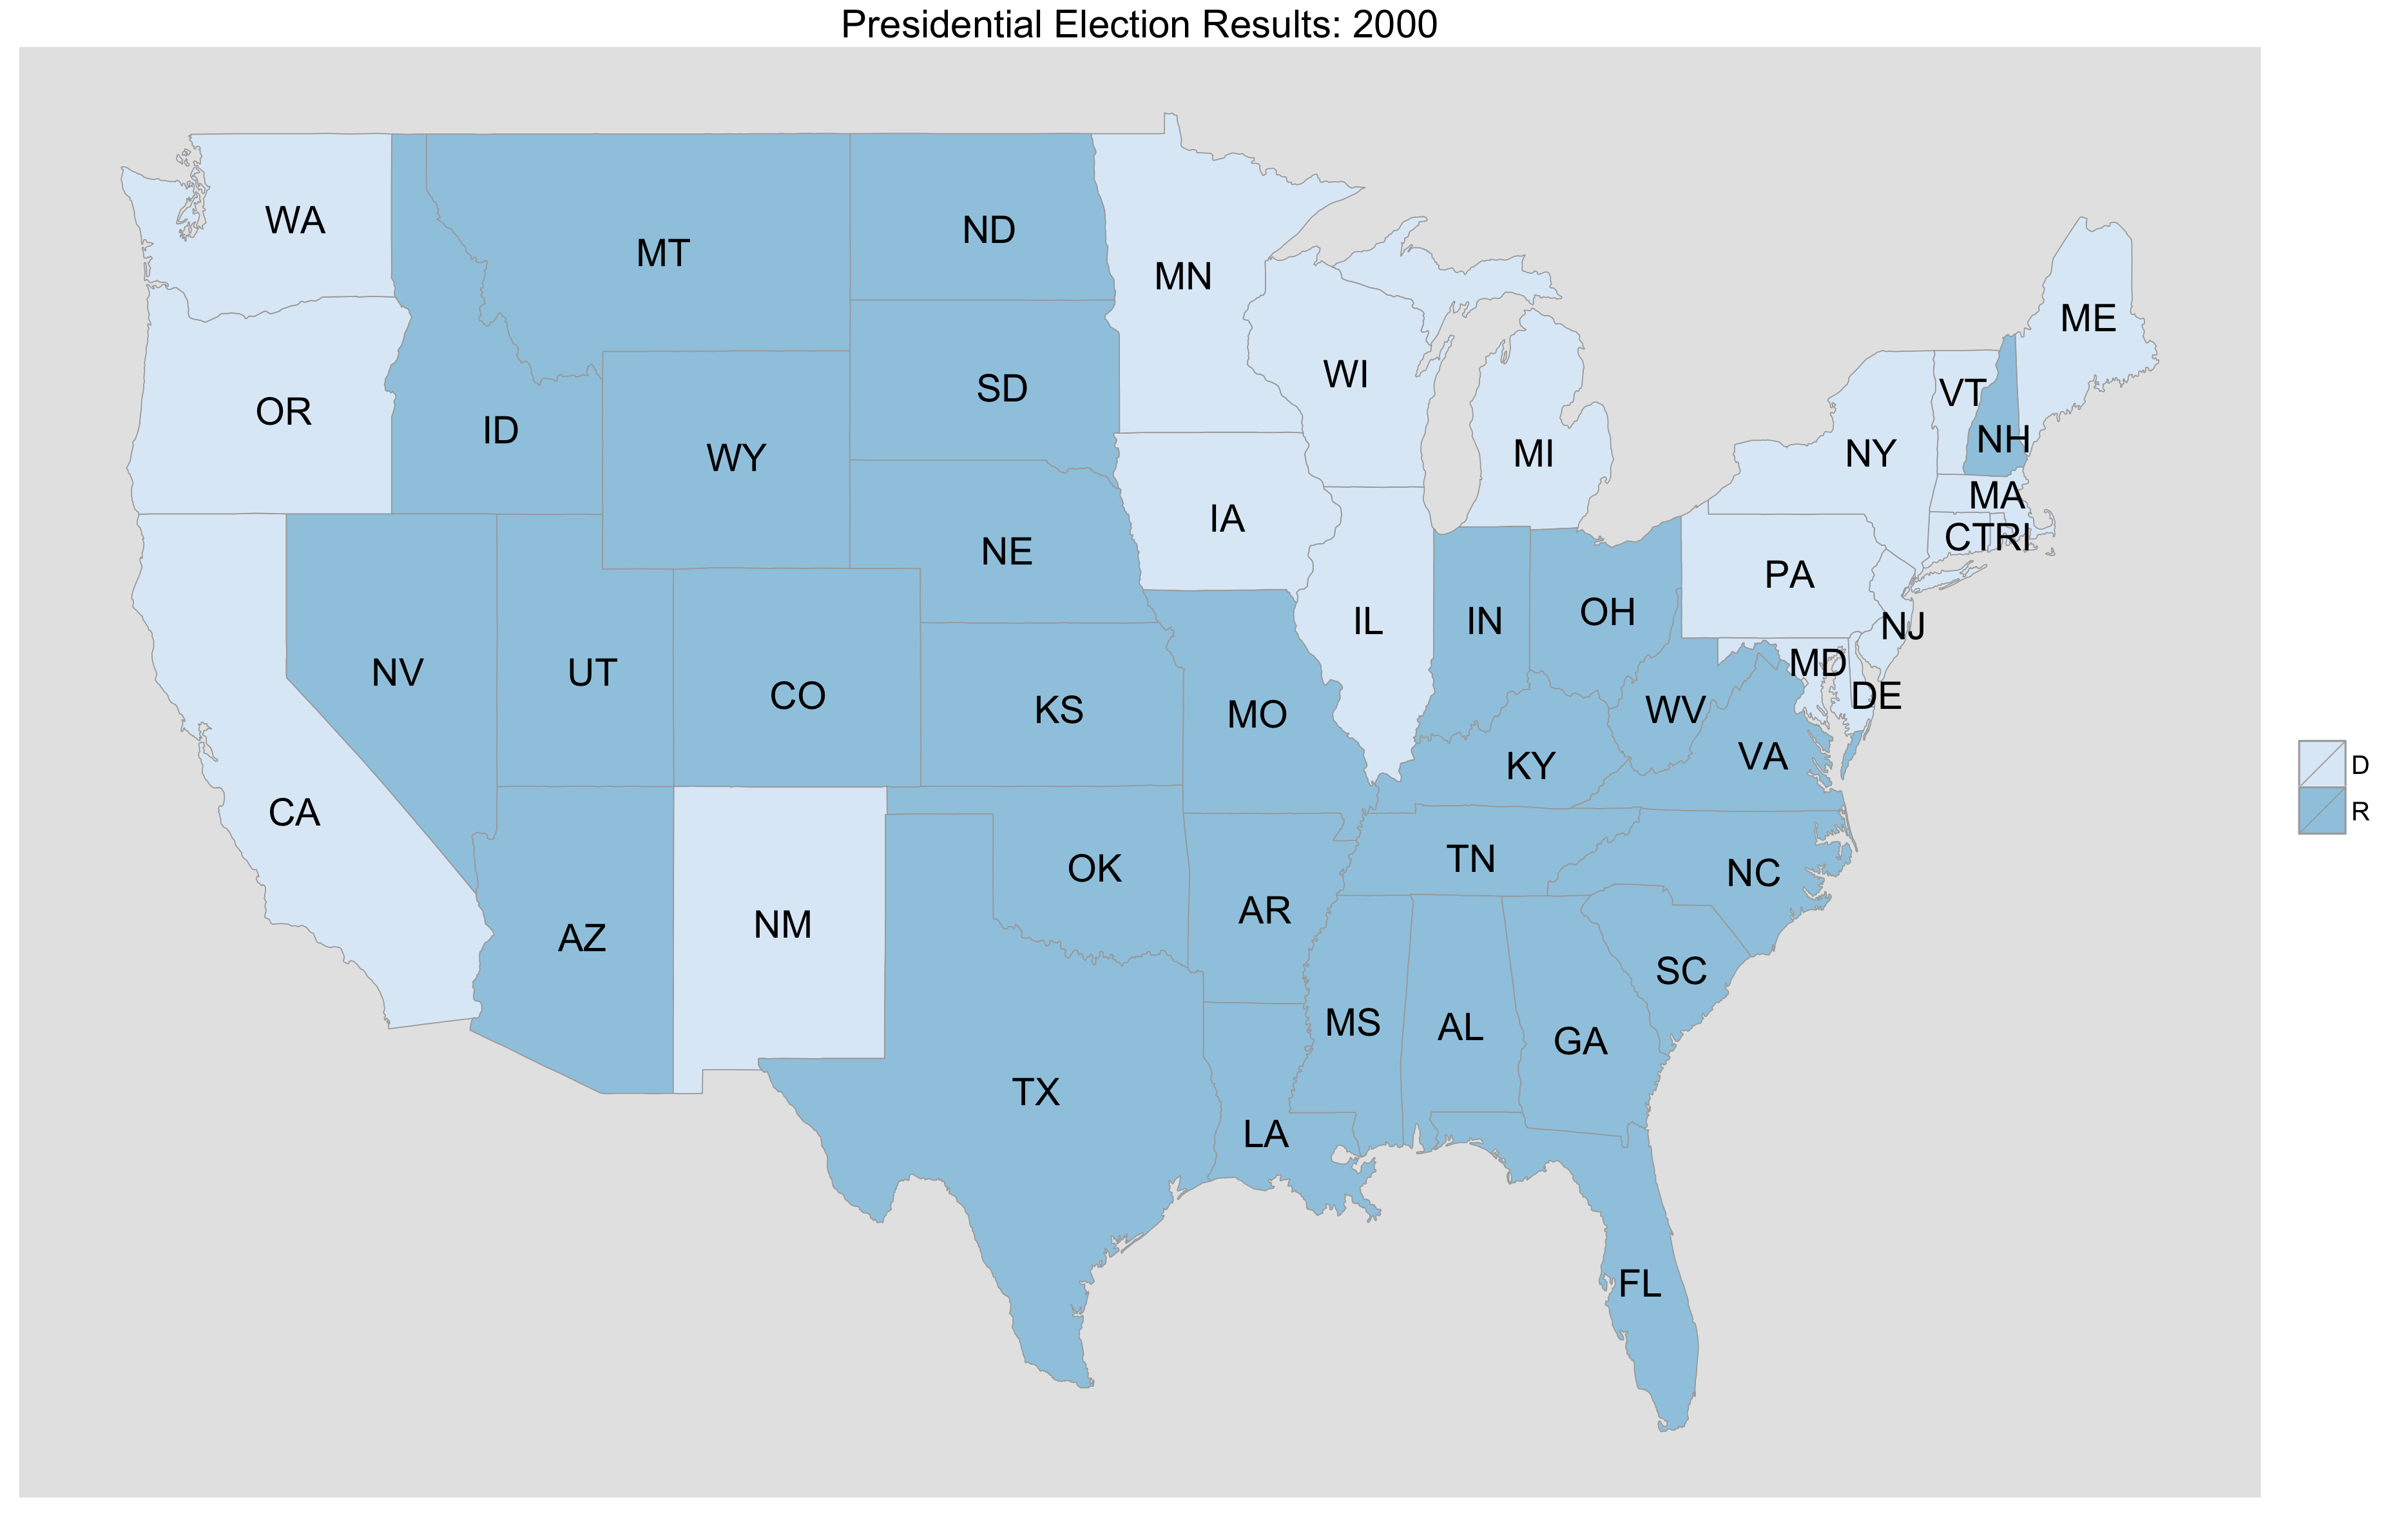 Presidential Election Results: 2000
WA
MT
ND
MN
ME
OR
ID
WY
SD
WI
MI
NY
VT
NH
MA
CT
RI
IA
NE
PA
NJ
NV
UT
CO
KS
MO
IL
IN
OH
WV
MD
DE
VA
KY
CA
AZ
NM
OK
AR
TN
NC
SC
TX
LA
MS
AL
GA
FL
D
R